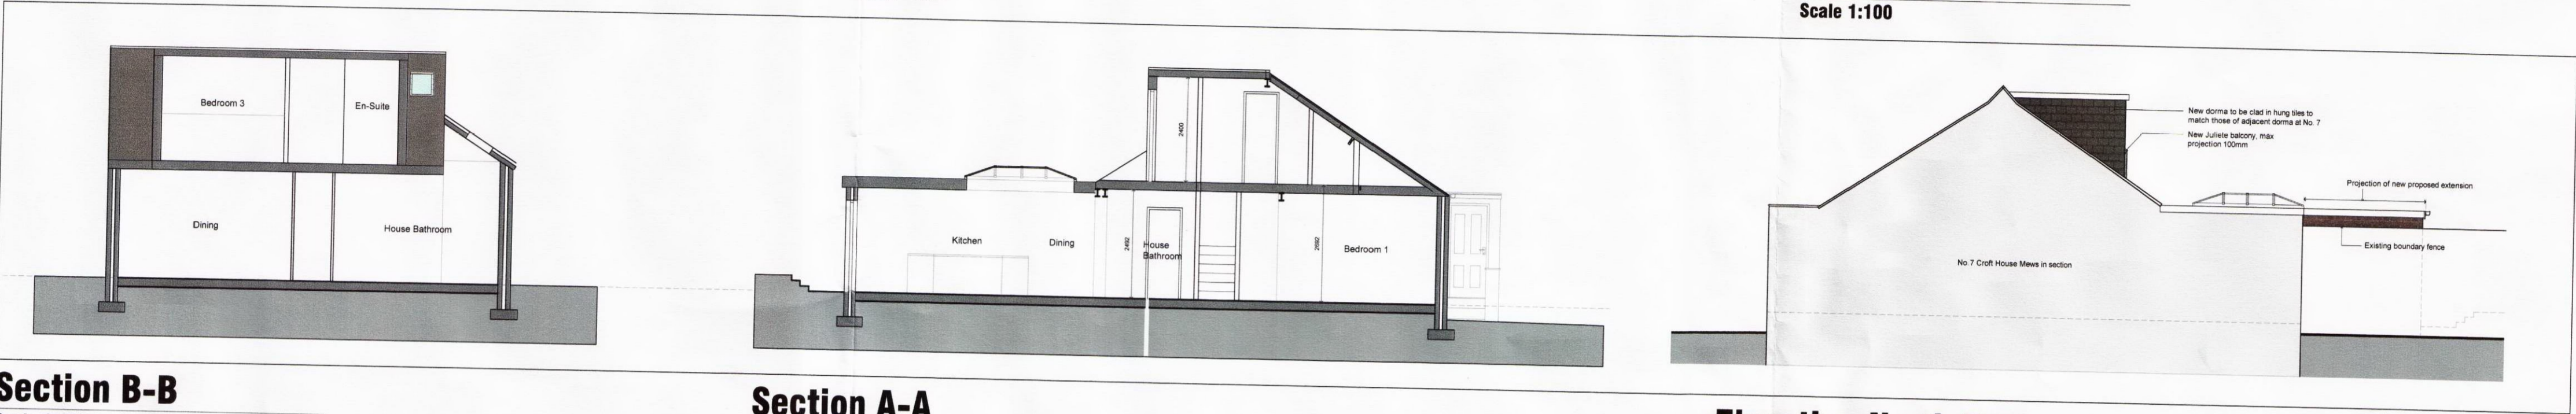 Scale 1:100
Bedroom 3
En-Suite
Dining
House Bathroom
Section B-B
2400
Kitchen
Dining
2492
House
Bathroom
2692
Bedroom 1
Section A-A
New dorma to be clad in hung tiles to
match those of adjacent dorma at No. 7
New Juliete balcony, max
projection 100mm
Projection of new proposed extension
Existing boundary fence
No.7 Croft House Mews in section